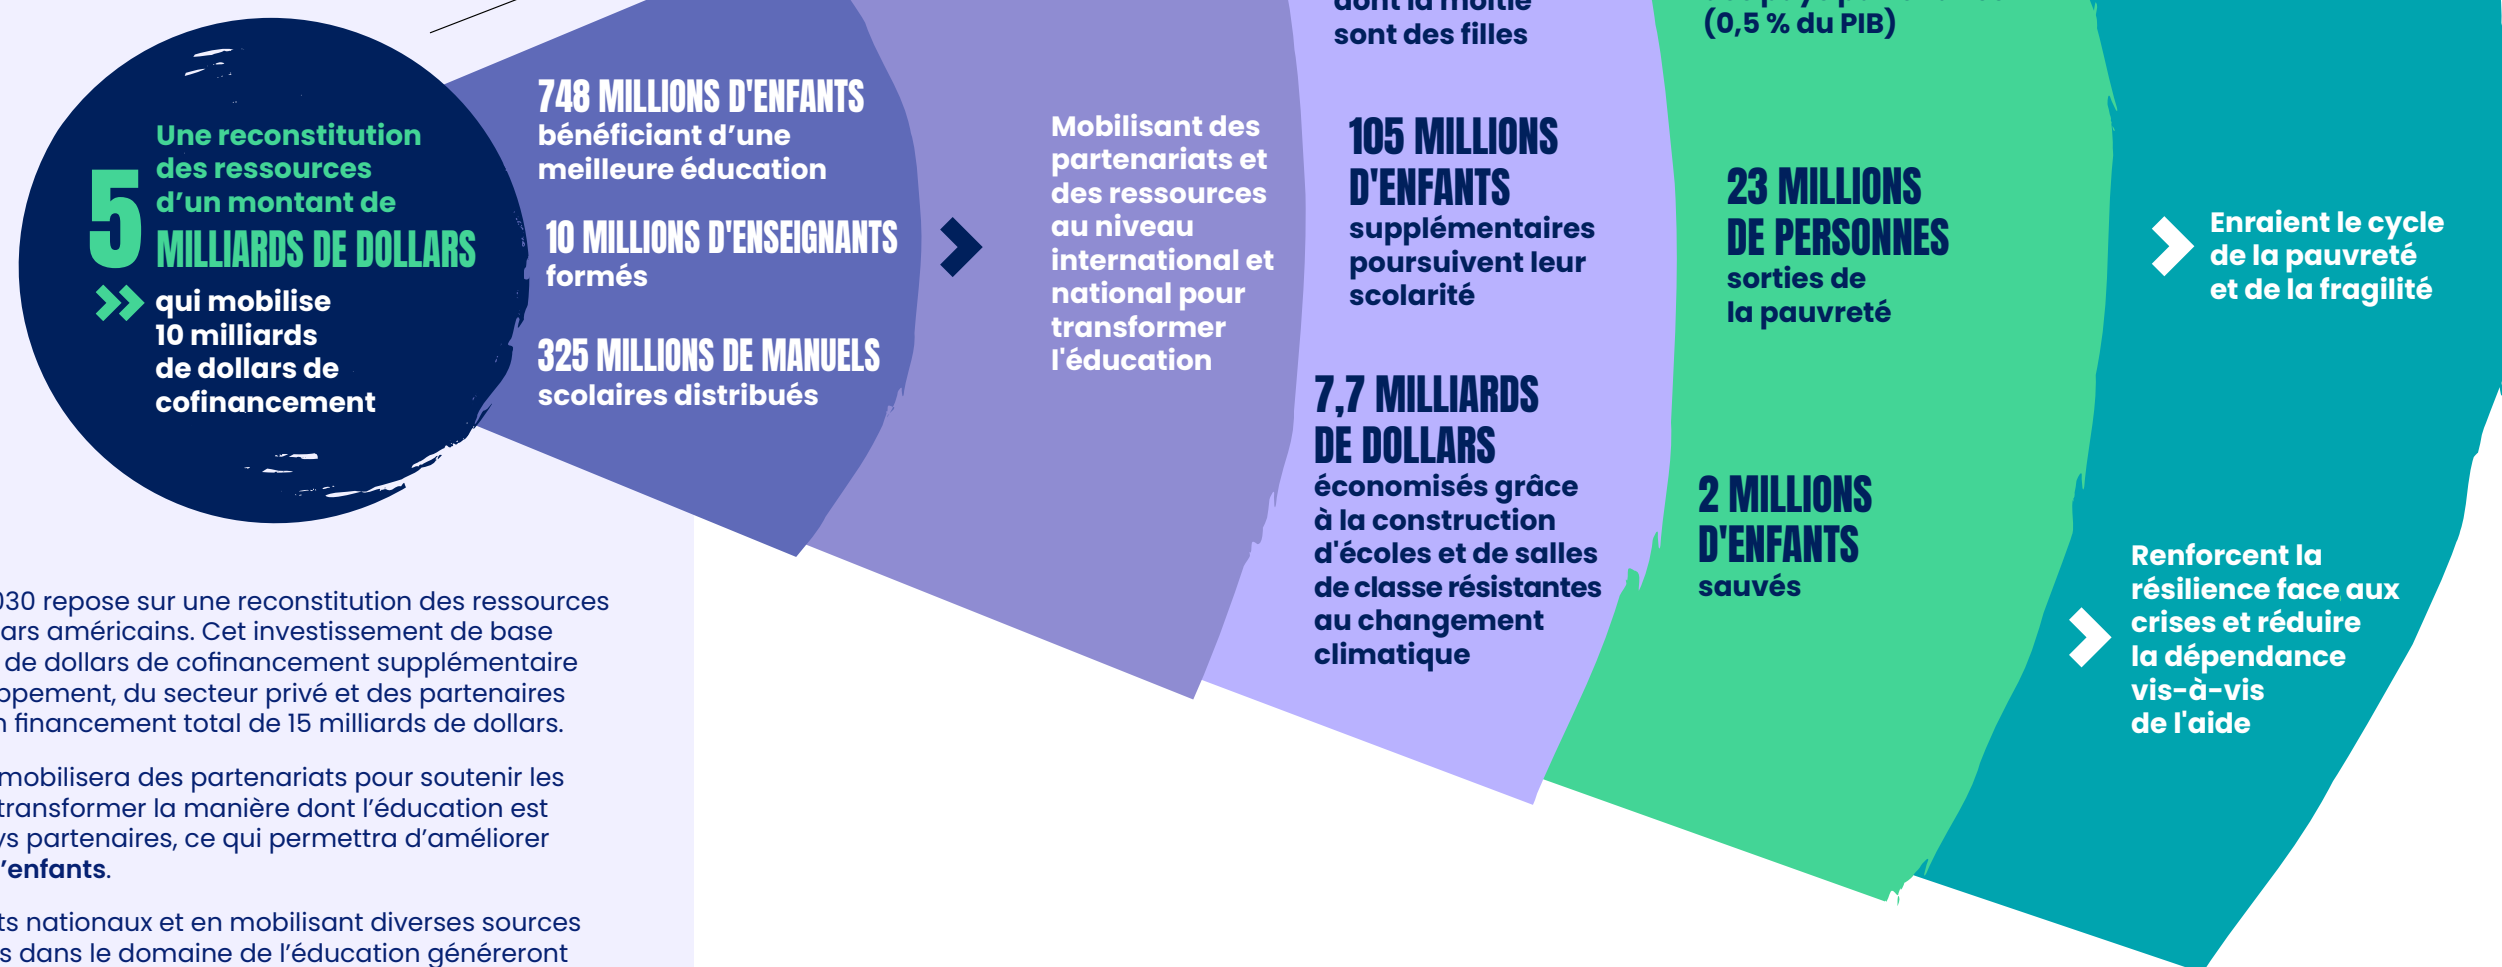 Une reconstitution
des ressources
d’un montant de
5 MILLIARDS DE DOLLARS
qui mobilise
10 milliards
de dollars de
cofinancement
748 MILLIONS D'ENFANTS
bénéficiant d’une
meilleure éducation
10 MILLIONS D'ENSEIGNANTS
formés
325 MILLIONS DE MANUELS
scolaires distribués
Mobilisant des
partenariats et
des ressources
au niveau
international et
national pour
transformer
l'éducation
dont la moitié
sont des filles
105 MILLIONS
D'ENFANTS
supplémentaires
poursuivent leur
scolarité
7,7 MILLIARDS
DE DOLLARS
économisés grâce
à la construction
d'écoles et de salles
de classe résistantes
au changement
climatique
(0,5 % du PIB)
23 MILLIONS
DE PERSONNES
sorties de
la pauvreté
2 MILLIONS
D'ENFANTS
sauvés
Enraient le cycle
de la pauvreté
et de la fragilité
Renforcent la
résilience face aux
crises et réduire
la dépendance
vis-à-vis
de l'aide
repose sur une reconstitution des ressources
américains. Cet investissement de base
de dollars de cofinancement supplémentaire
du secteur privé et des partenaires
financement total de 15 milliards de dollars.
mobilisera des partenariats pour soutenir les
transformer la manière dont l’éducation est
partenaires, ce qui permettra d’améliorer
’enfants.
nationaux et en mobilisant diverses sources
dans le domaine de l’éducation généreront